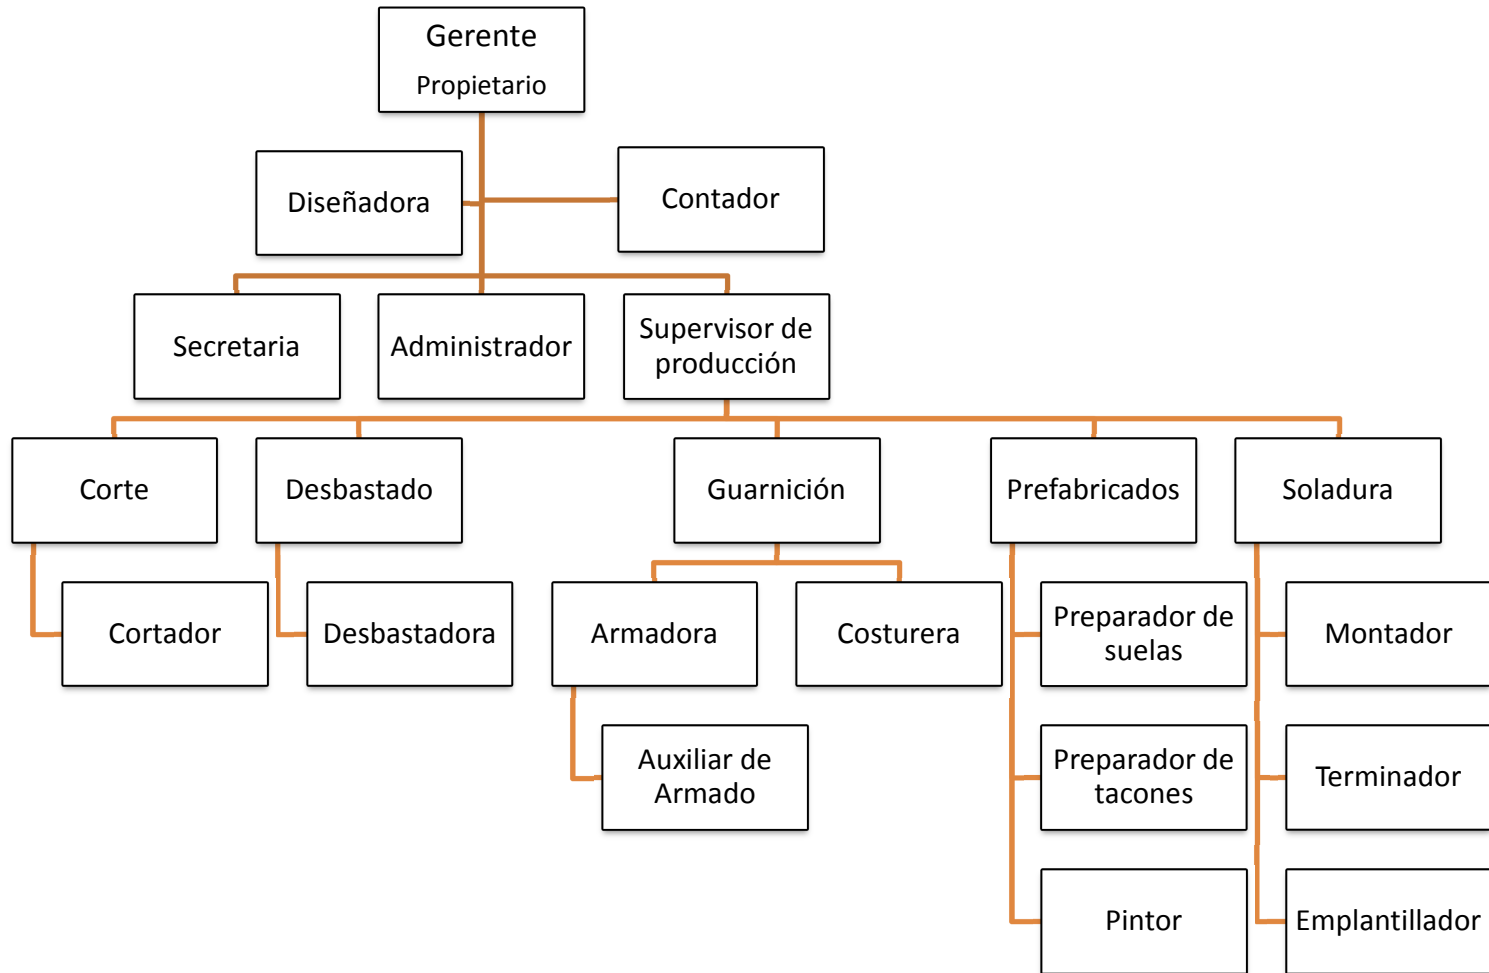 Gerente
Propietario
Diseñadora
Contador
Secretaria
Administrador
Supervisor de
producción
Corte
Desbastado
Guarnición
Prefabricados
Soladura
Cortador
Desbastadora
Armadora
Costurera
Preparador de
suelas
Montador
Auxiliar de
Armado
Preparador de
tacones
Terminador
Pintor
Emplantillador